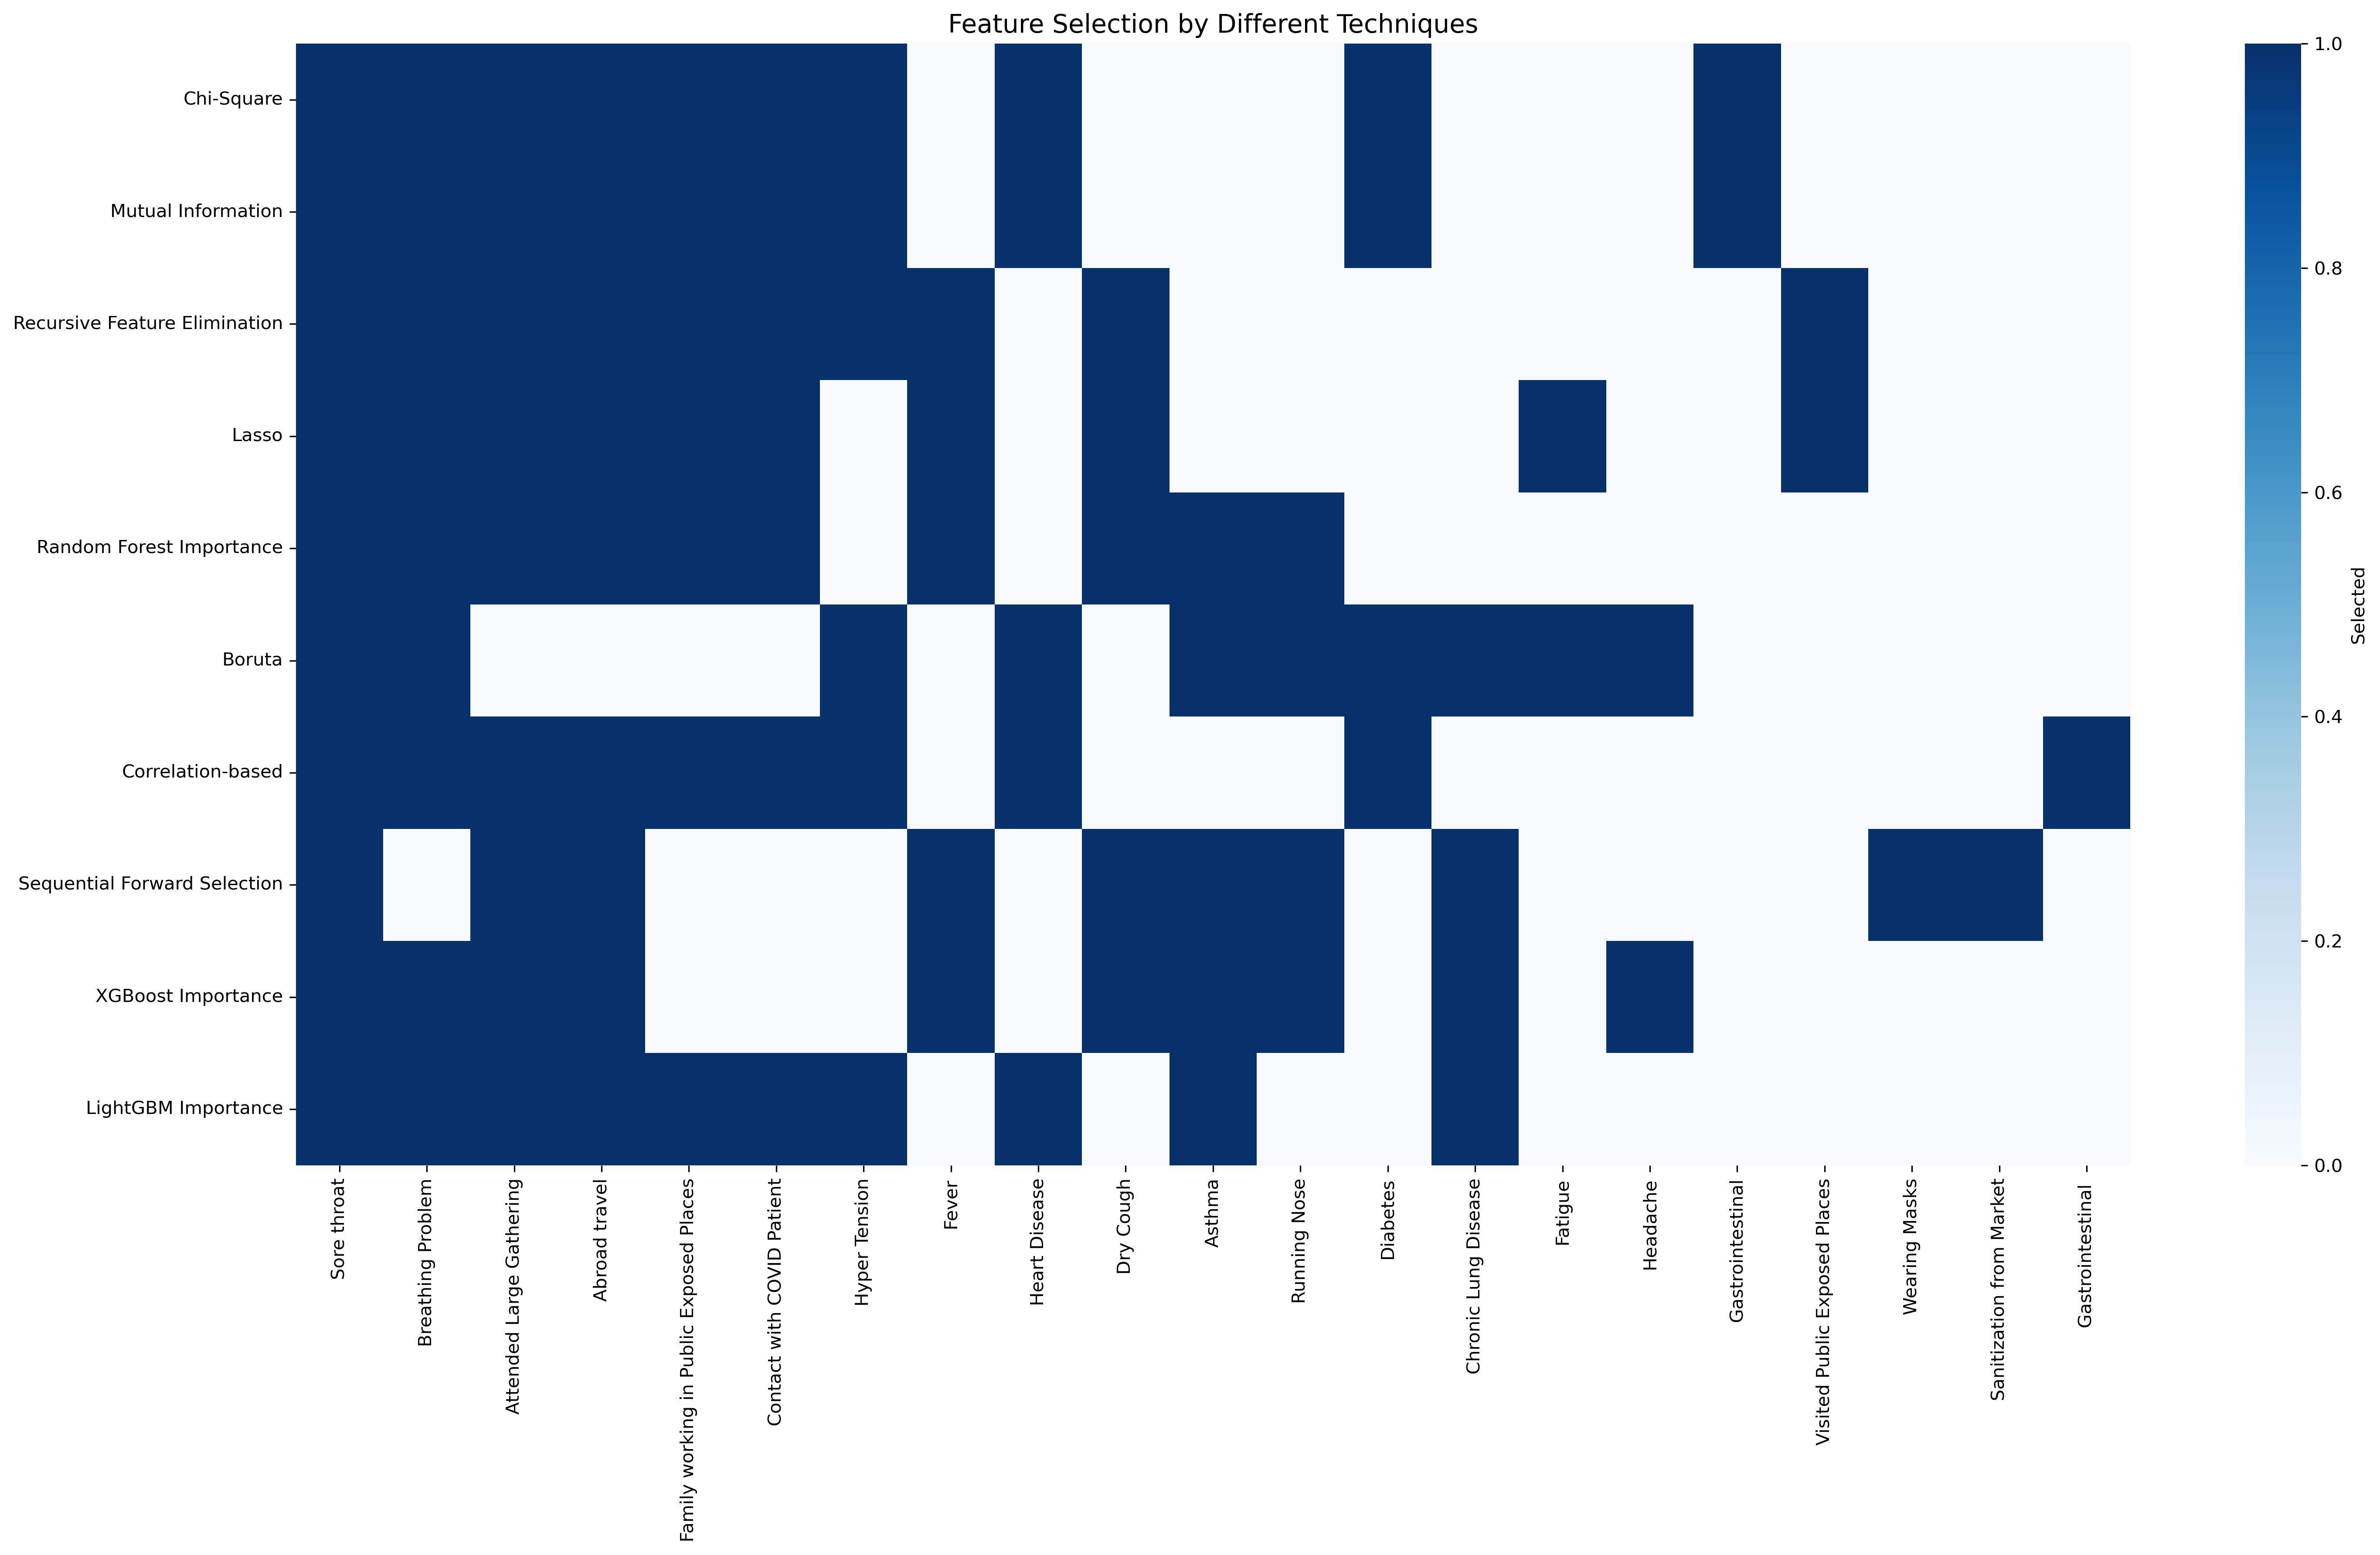 Feature Selection by Different Techniques
Chi-Square
Mutual Information
Recursive Feature Elimination
Lasso
Random Forest Importance
Boruta
Correlation-based
Sequential Forward Selection
XGBoost Importance
LightGBM Importance
Sore throat
Breathing Problem
Attended Large Gathering
Abroad travel
Family working in Public Exposed Places
Contact with COVID Patient
Hyper Tension
Fever
Heart Disease
Dry Cough
Asthma
Running Nose
Diabetes
Chronic Lung Disease
Fatigue
Headache
Gastrointestinal
Visited Public Exposed Places
Wearing Masks
Sanitization from Market
Gastrointestinal
1.0
0.8
0.6
0.4
0.2
0.0
Selected